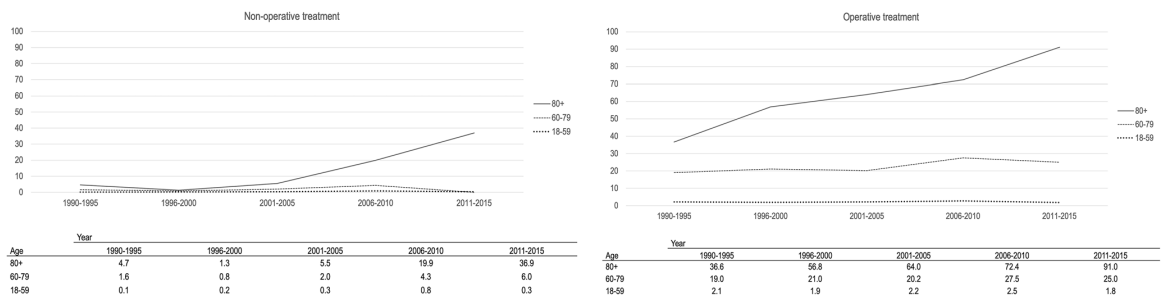 Non-operative treatment
100
90
80
70
60
50
40
30
20
10
0
1990-1995 1996-2000 2001-2005 2006-2010 2011-2015
80+
60-79
18-59
Year
Age 1990-1995 1996-2000 2001-2005 2006-2010 2011-2015
80+ 4.7 1.3 5.5 19.9 36.9
60-79 1.6 0.8 2.0 4.3 6.0
18-59 0.1 0.2 0.3 0.8 0.3
Operative treatment
100
90
80
70
60
50
40
30
20
10
0
1990-1995 1996-2000 2001-2005 2006-2010 2011-2015
80+
60-79
18-59
Year
Age 1990-1995 1996-2000 2001-2005 2006-2010 2011-2015
80+ 36.6 56.8 64.0 72.4 91.0
60-79 19.0 21.0 20.2 27.5 25.0
18-59 2.1 1.9 2.2 2.5 1.8